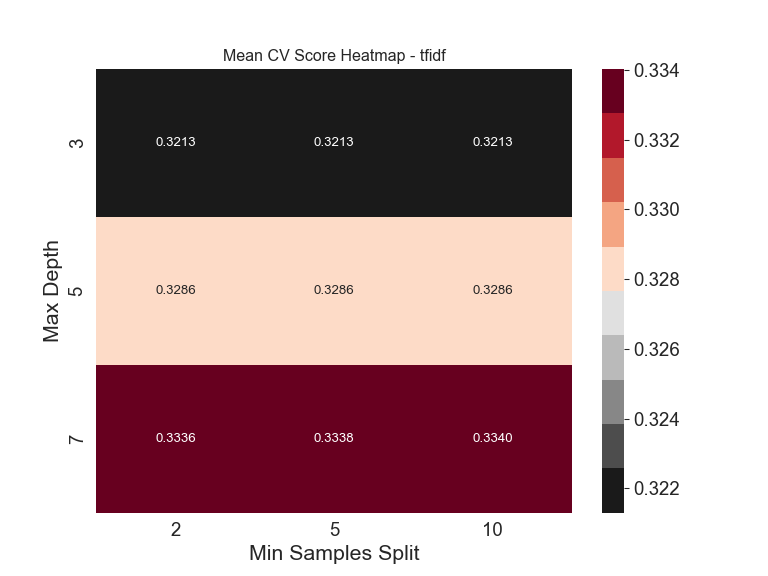 Mean CV Score Heatmap - tfidf
0.334
3
0.3213 0.3213 0.3213
0.332
0.330
Max Depth
5
0.3286 0.3286 0.3286
0.328
0.326
7
0.3336 0.3338 0.3340
0.324
0.322
2 5 10
Min Samples Split